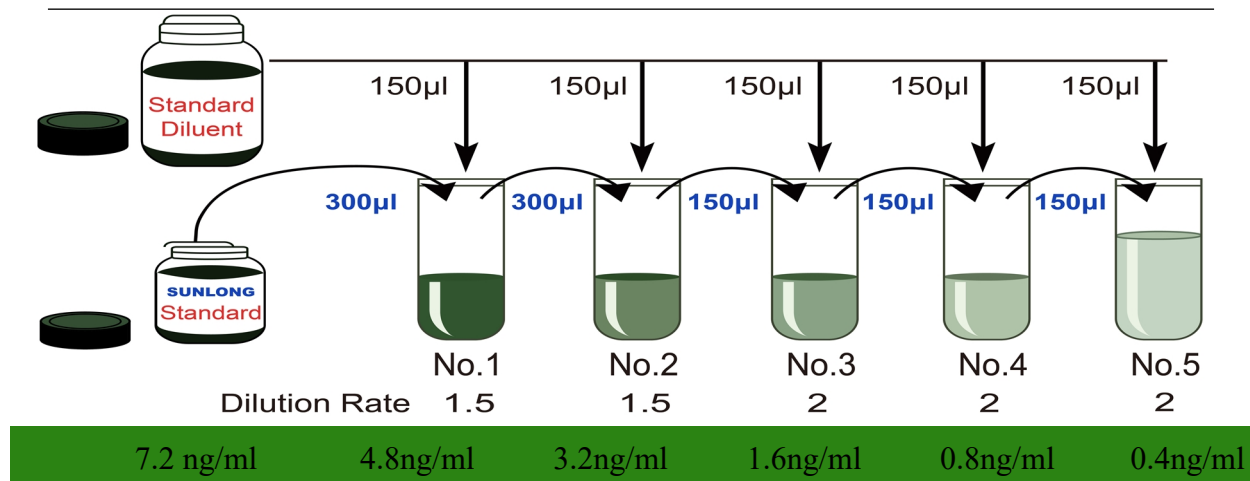 150µl 150µl 150µl 150µl 150µl
Standard
Diluent
300µl 300µl 150µl 150µl 150µl
SUNLONG
Standard
No.1 No.2 No.3 No.4 No.5
Dilution Rate 1.5 1.5 2 2 2
7.2 ng/ml 4.8ng/ml 3.2ng/ml 1.6ng/ml 0.8ng/ml 0.4ng/ml